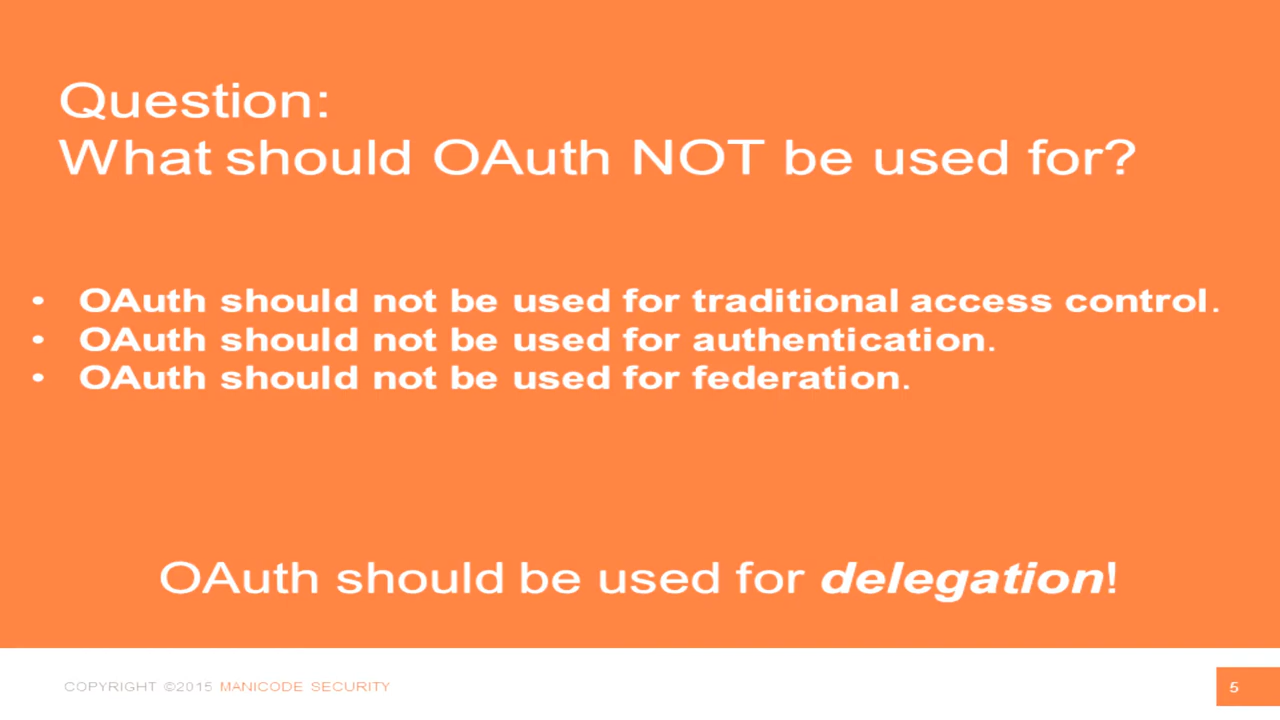 Question:
What should OAuth NOT be used for?
• OAuth should not be used for traditional access control.
• OAuth should not be used for authentication.
• OAuth should not be used for federation.
OAuth should be used for delegation!
COPYRIGHT ©2015 MANICODE SECURITY
5